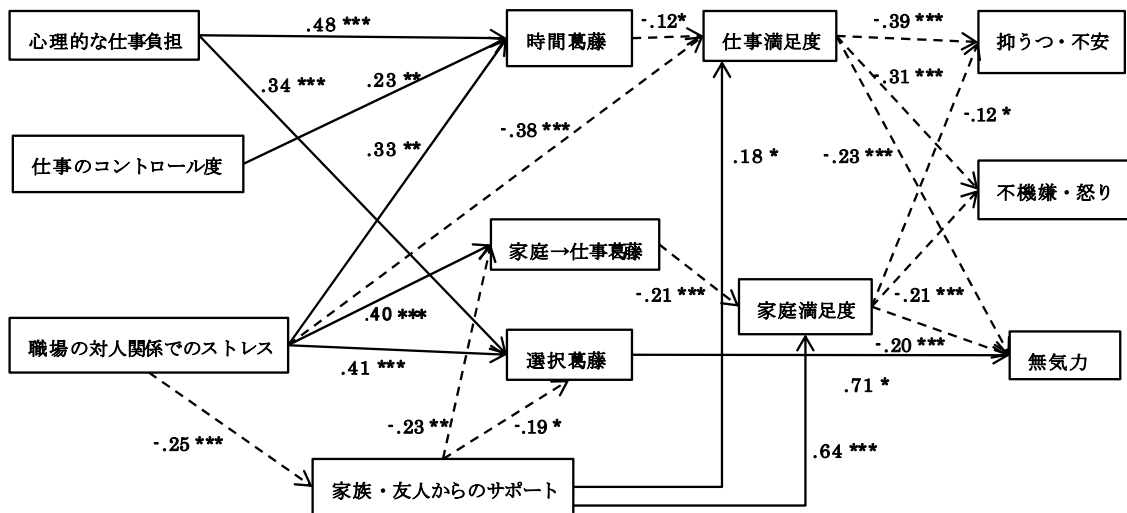 心理的な仕事負担
.48 ***
時間葛藤
-.12*
仕事満足度
-.39 ***
抑うつ・不安
.34 ***
.23 **
-.31 ***
-.12 *
仕事のコントロール度
.33 **
-.38 ***
.18 *
-.23 ***
不機嫌・怒り
家庭→仕事葛藤
-.21 ***
家庭満足度
-.21 ***
職場の対人関係でのストレス
.40 ***
.41 ***
選択葛藤
-.20 ***
無気力
.71 *
-.25 ***
-.23 **
-.19 *
.64 ***
家族・友人からのサポート